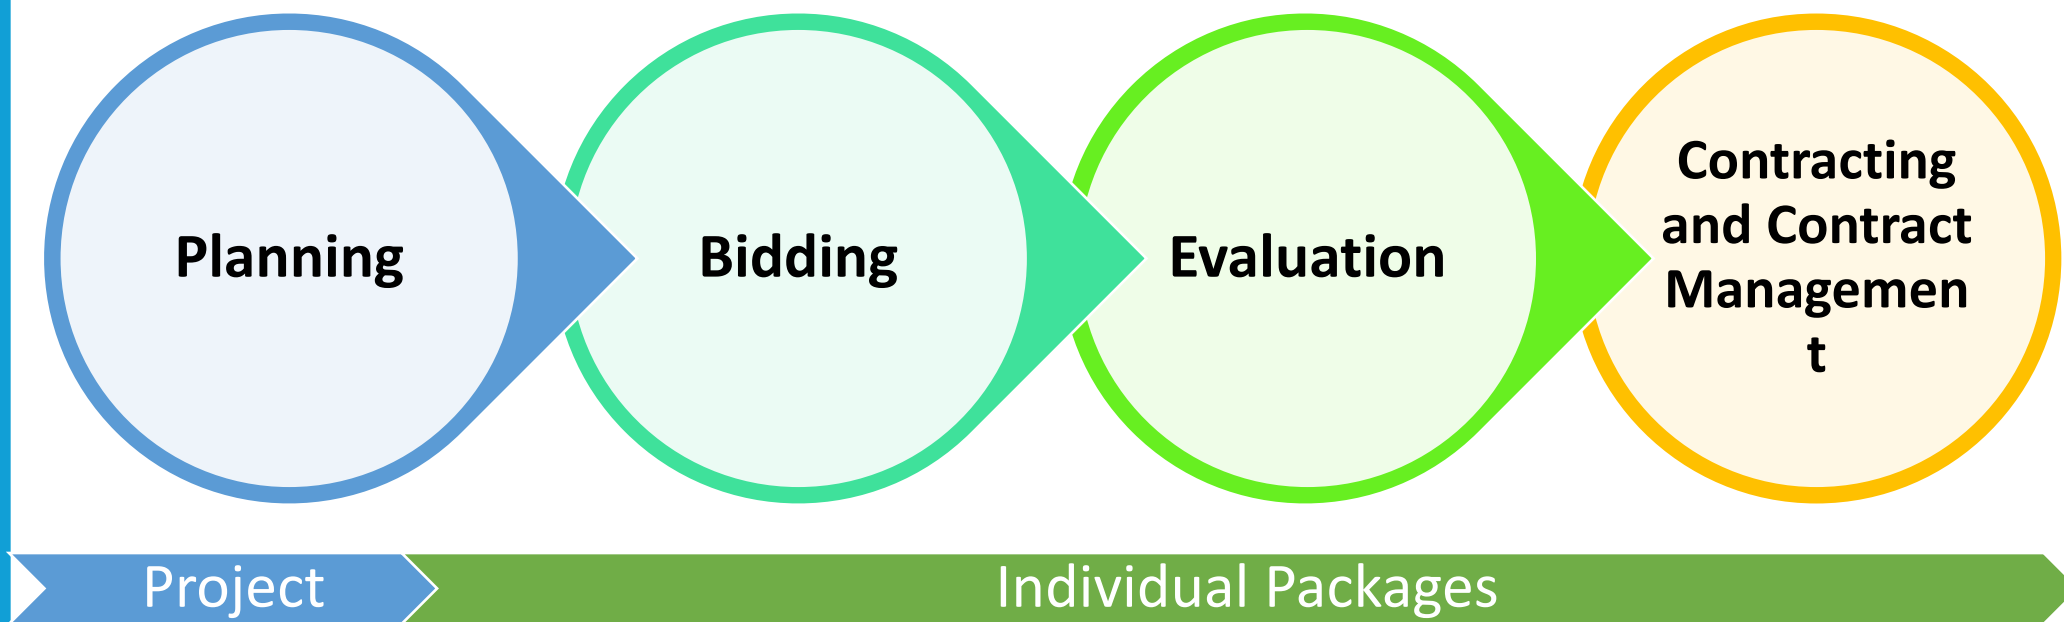 Planning
Bidding
Evaluation
Contracting
and Contract
Managemen
t
Project
Individual Packages